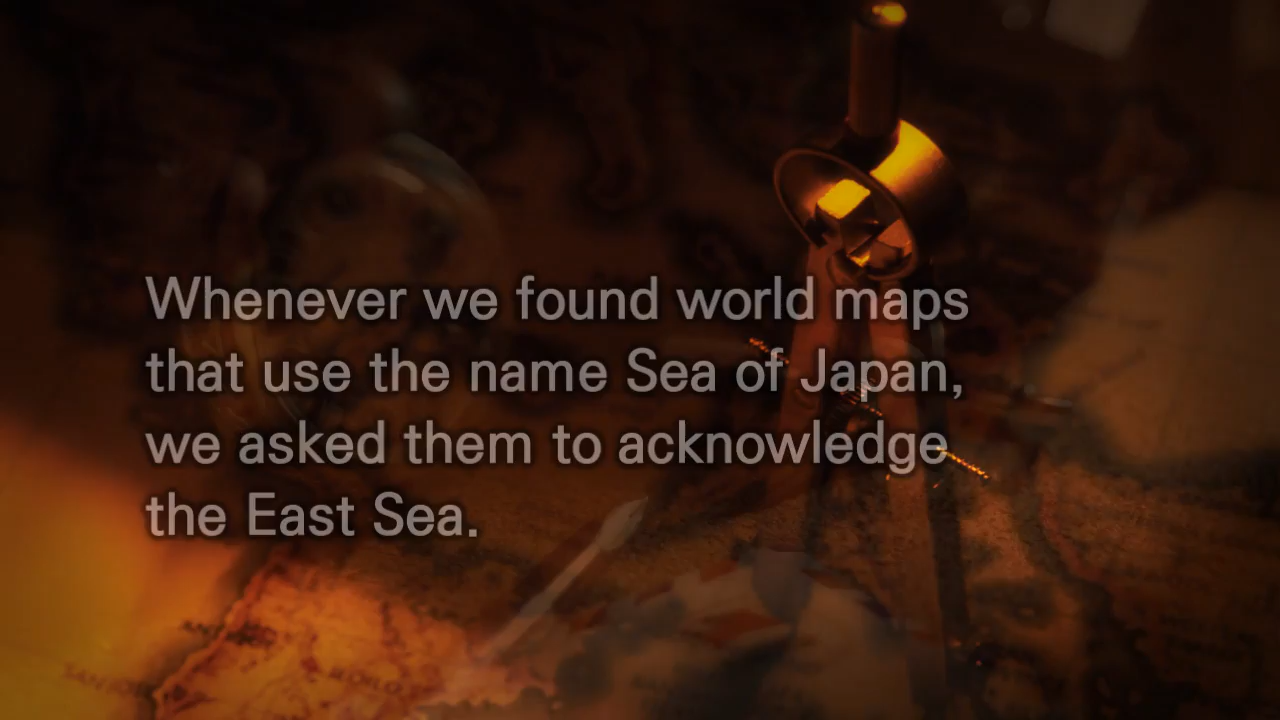 Whenever we found world maps
that use the name Sea of Japan,
we asked them to acknowledge
the East Sea.